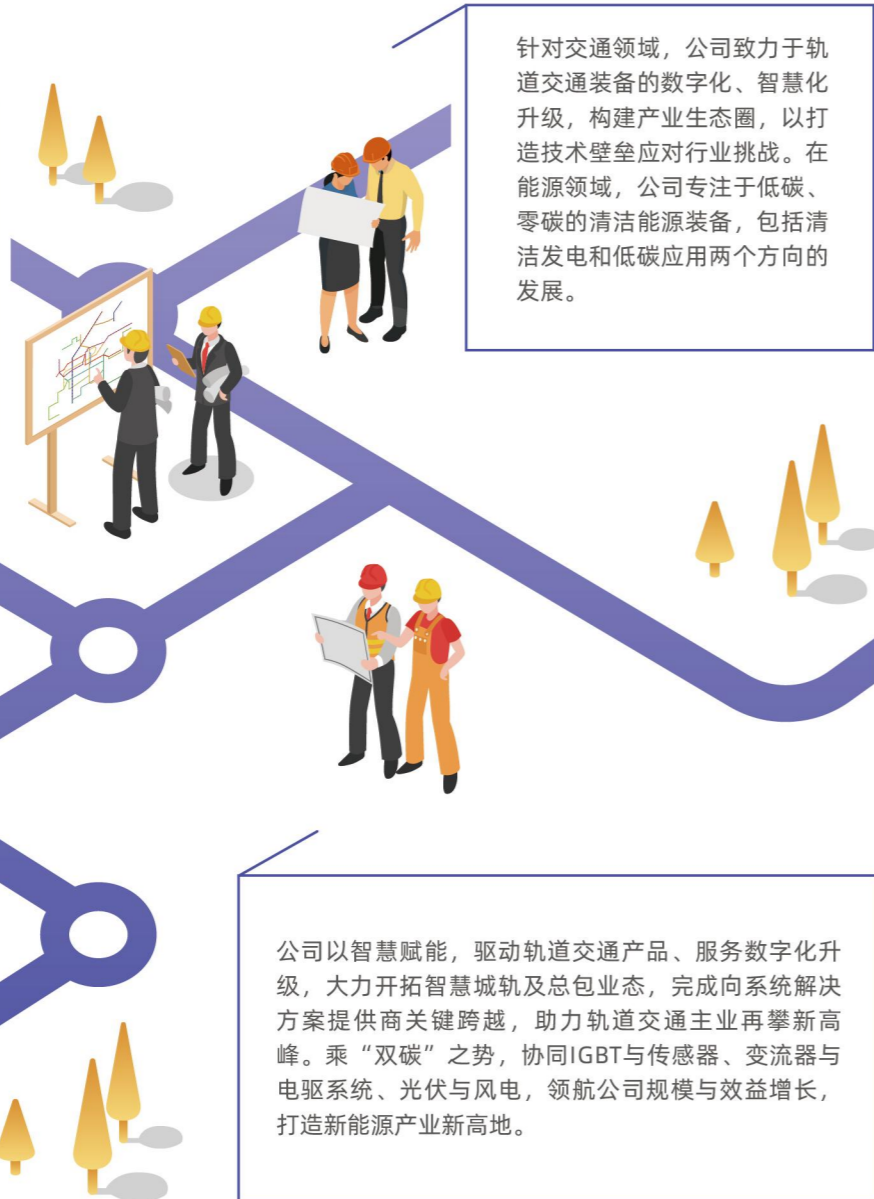 针对交通领域，公司致力于轨
道交通装备的数字化、智慧化
升级，构建产业生态圈，以打
造技术壁垒应对行业挑战。在
能源领域，公司专注于低碳、
零碳的清洁能源装备，包括清
洁发电和低碳应用两个方向的
发展。
公司以智慧赋能，驱动轨道交通产品、服务数字化升
级，大力开拓智慧城轨及总包业态，完成向系统解决
方案提供商关键跨越，助力轨道交通主业再攀新高
峰。乘“双碳”之势，协同IGBT与传感器、变流器与
电驱系统、光伏与风电，领航公司规模与效益增长，
打造新能源产业新高地。